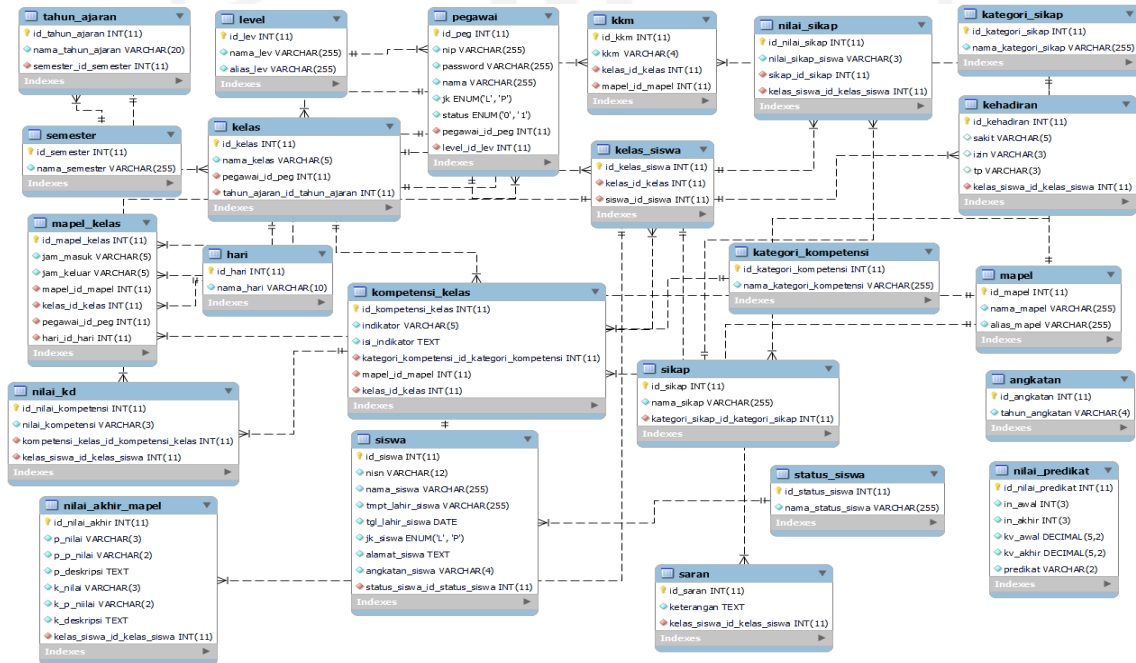 tahun_ajaran
id_tahun_ajaran INT(11)
nama_tahun_ajaran VARCHAR(20)
semester_id_semester INT(11)
Indexes
level
id_lev INT(11)
nama_lev VARCHAR(255)
alias_lev VARCHAR(255)
Indexes
pegawai
id_peg INT(11)
nip VARCHAR(255)
password VARCHAR(255)
nama VARCHAR(255)
jk ENUM('L', 'P')
status ENUM('0', '1')
pegawai_id_peg INT(11)
level_id_lev INT(11)
Indexes
kkm
id_kkm INT(11)
kkm VARCHAR(4)
kelas_id_kelas INT(11)
mapel_id_mapel INT(11)
Indexes
nilai_sikap
id_nilai_sikap INT(11)
nilai_sikap_siswa VARCHAR(3)
sikap_id_sikap INT(11)
kelas_siswa_id_kelas_siswa INT(11)
Indexes
kategori_sikap
id_kategori_sikap INT(11)
nama_kategori_sikap VARCHAR(255)
Indexes
semester
id_semester INT(11)
nama_semester VARCHAR(255)
Indexes
kelas
id_kelas INT(11)
nama_kelas VARCHAR(5)
pegawai_id_peg INT(11)
tahun_ajaran_id_tahun_ajaran INT(11)
Indexes
kelas_siswa
id_kelas_siswa INT(11)
kelas_id_kelas INT(11)
siswa_id_siswa INT(11)
Indexes
kehadiran
id_kehadiran INT(11)
sakit VARCHAR(5)
izin VARCHAR(3)
tp VARCHAR(3)
kelas_siswa_id_kelas_siswa INT(11)
Indexes
mapel_kelas
id_mapel_kelas INT(11)
jam_masuk VARCHAR(5)
jam_keluar VARCHAR(5)
mapel_id_mapel INT(11)
kelas_id_kelas INT(11)
pegawai_id_peg INT(11)
hari_id_hari INT(11)
Indexes
hari
id_hari INT(11)
nama_hari VARCHAR(10)
Indexes
kompetensi_kelas
id_kompetensi_kelas INT(11)
indikator VARCHAR(5)
isi_indikator TEXT
kategori_kompetensi_id_kategori_kompetensi INT(11)
mapel_id_mapel INT(11)
kelas_id_kelas INT(11)
Indexes
kategori_kompetensi
id_kategori_kompetensi INT(11)
nama_kategori_kompetensi VARCHAR(255)
Indexes
mapel
id_mapel INT(11)
nama_mapel VARCHAR(255)
alias_mapel VARCHAR(255)
Indexes
nilai_kd
id_nilai_kompetensi INT(11)
nilai_kompetensi VARCHAR(3)
kompetensi_kelas_id_kompetensi_kelas INT(11)
kelas_siswa_id_kelas_siswa INT(11)
Indexes
sikap
id_sikap INT(11)
nama_sikap VARCHAR(255)
kategori_sikap_id_kategori_sikap INT(11)
Indexes
angkatan
id_angkatan INT(11)
tahun_angkatan VARCHAR(4)
Indexes
siswa
id_siswa INT(11)
nisn VARCHAR(12)
nama_siswa VARCHAR(255)
tmpt_lahir_siswa VARCHAR(255)
tgl_lahir_siswa DATE
jk_siswa ENUM('L', 'P')
alamat_siswa TEXT
angkatan_siswa VARCHAR(4)
status_siswa_id_status_siswa INT(11)
Indexes
status_siswa
id_status_siswa INT(11)
nama_status_siswa VARCHAR(255)
Indexes
nilai_predikat
id_nilai_predikat INT(11)
in_awal INT(3)
in_akhir INT(3)
kv_awal DECIMAL(5,2)
kv_akhir DECIMAL(5,2)
predikat VARCHAR(2)
Indexes
nilai_akhir_mapel
id_nilai_akhir INT(11)
p_nilai VARCHAR(3)
p_p_nilai VARCHAR(2)
p_deskripsi TEXT
k_nilai VARCHAR(3)
k_p_nilai VARCHAR(2)
k_deskripsi TEXT
kelas_siswa_id_kelas_siswa INT(11)
Indexes
saran
id_saran INT(11)
keterangan TEXT
kelas_siswa_id_kelas_siswa INT(11)
Indexes